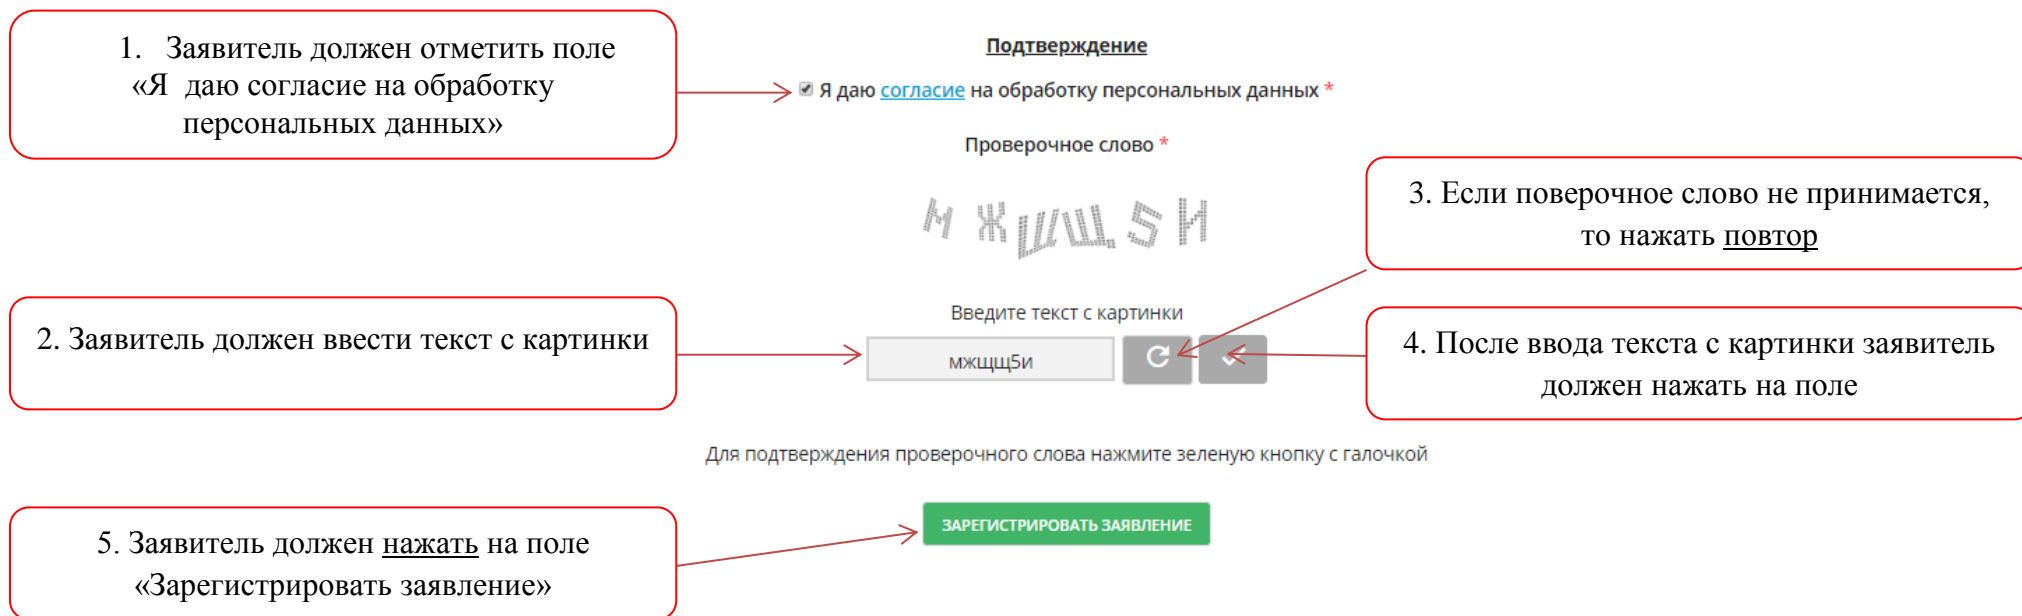 1. Заявитель должен отметить поле
«Я даю согласие на обработку
персональных данных»
Подтверждение
Я даю согласие на обработку персональных данных *
Проверочное слово *
М Ж Ш Щ 5 И
3. Если поверочное слово не принимается,
то нажать повтор
2. Заявитель должен ввести текст с картинки
Введите текст с картинки
мжщщ5и
4. После ввода текста с картинки заявитель
должен нажать на поле
Для подтверждения проверочного слова нажмите зеленую кнопку с галочкой
ЗАРЕГИСТРИРОВАТЬ ЗАЯВЛЕНИЕ
5. Заявитель должен нажать на поле
«Зарегистрировать заявление»